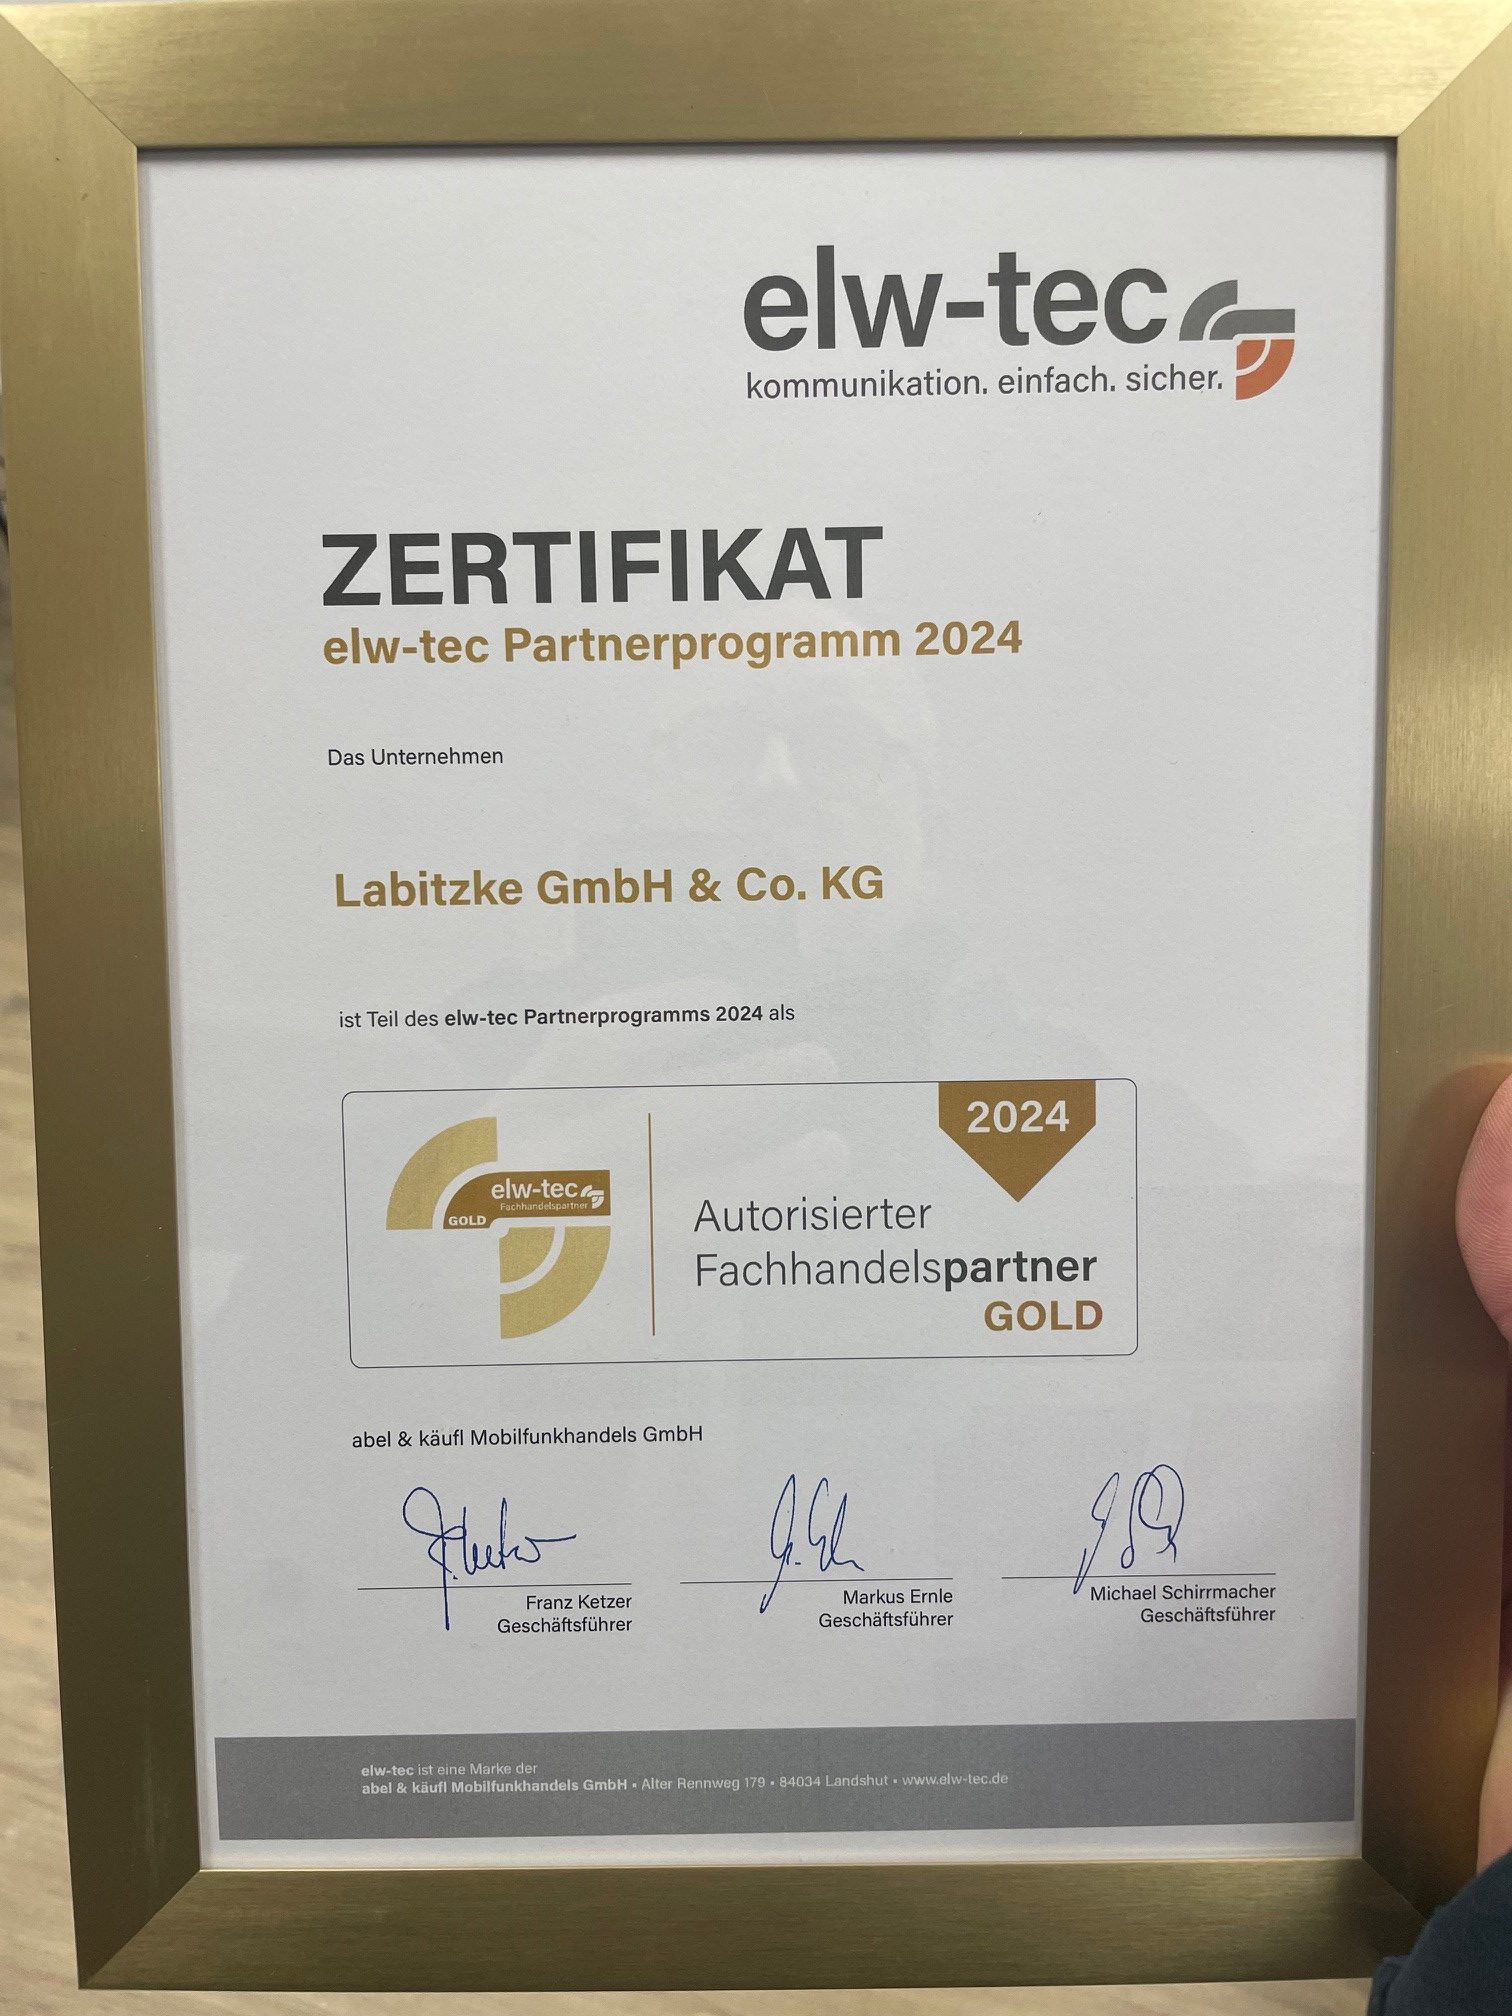 elw-tec
kommunikation. einfach. sicher.
ZERTIFIKAT
elw-tec Partnerprogramm 2024
Das Unternehmen
Labitzke GmbH & Co. KG
ist Teil des elw-tec Partnerprogramms 2024 als
2024
elw-tec
Fachhandelspartner
GOLD
Autorisierter
Fachhandelspartner
GOLD
abel & käufl Mobilfunkhandels GmbH
Franz Ketzer
Geschäftsführer
Markus Ernle
Geschäftsführer
Michael Schirrmacher
Geschäftsführer
elw-tec ist eine Marke der
abel & käufl Mobilfunkhandels GmbH • Alter Rennweg 179 • 84034 Landshut • www.elw-tec.de